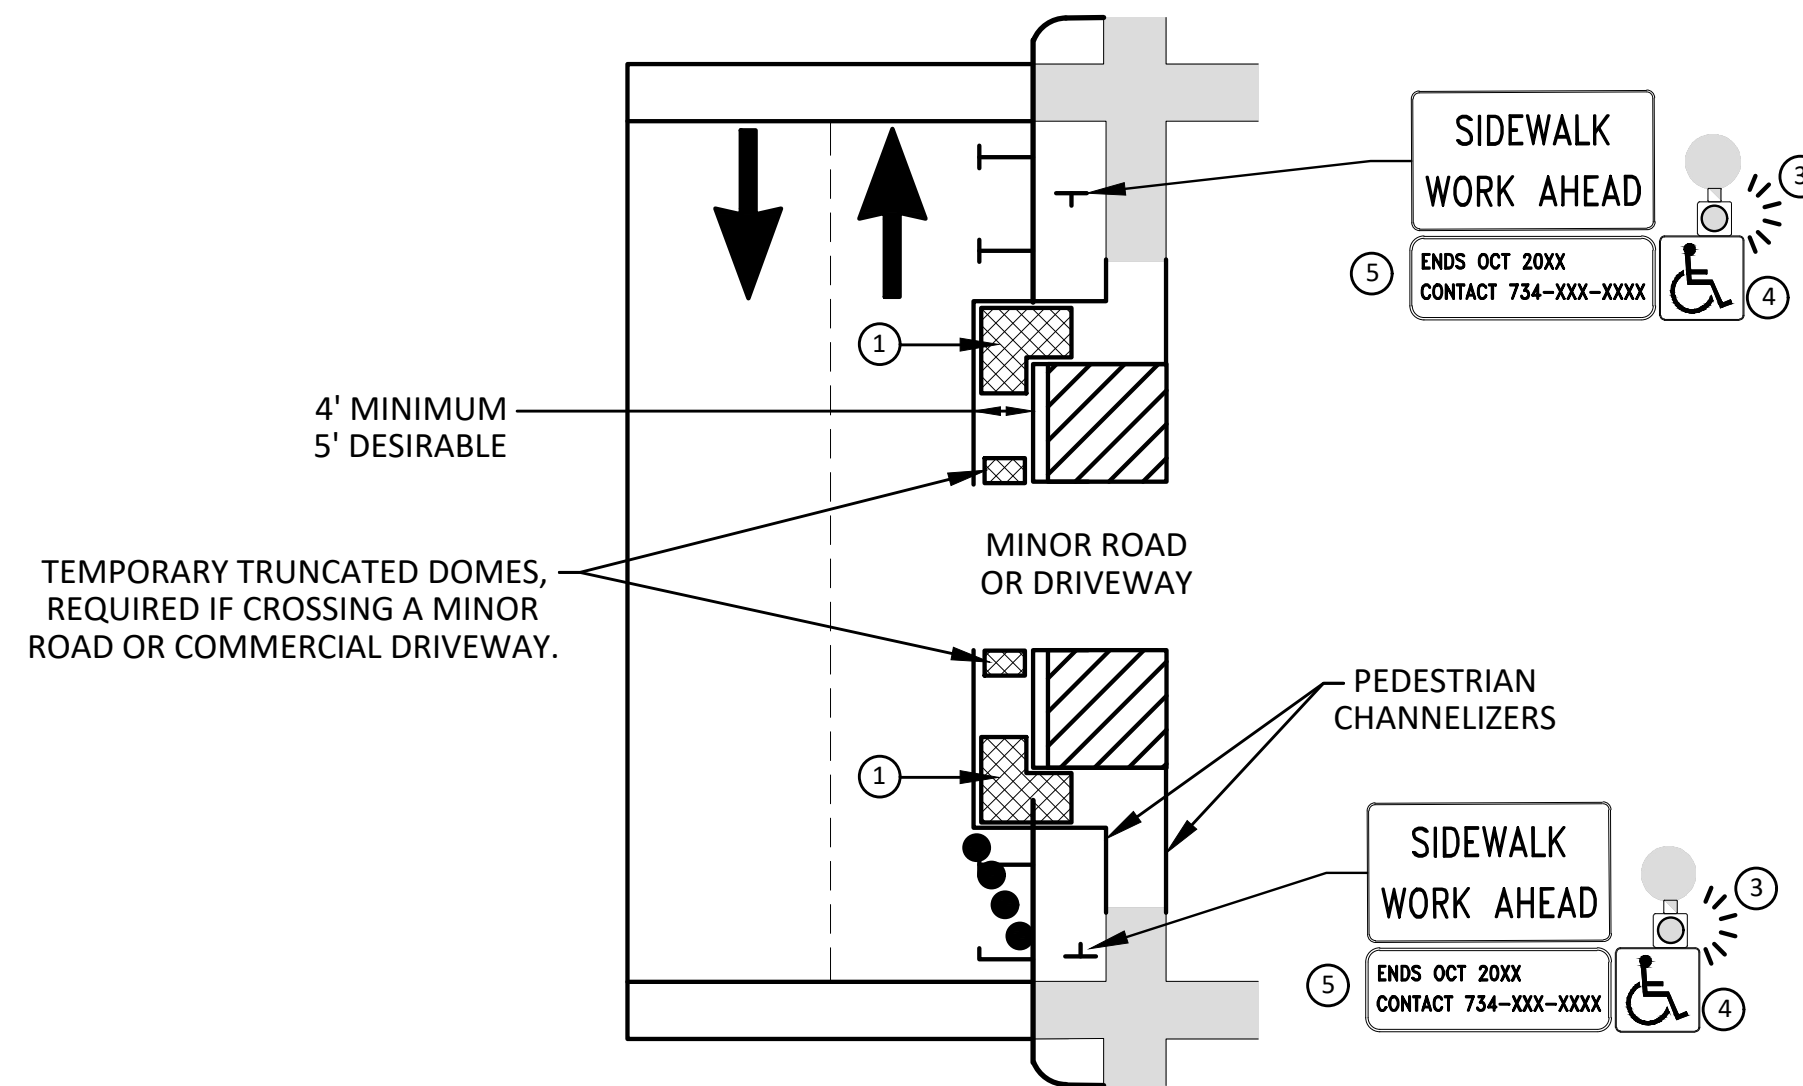 SIDEWALK
WORK AHEAD
3
ENDS OCT 20XX
CONTACT 734-XXX-XXXX
5
4
1
4' MINIMUM
5' DESIRABLE
MINOR ROAD
OR DRIVEWAY
TEMPORARY TRUNCATED DOMES,
REQUIRED IF CROSSING A MINOR
ROAD OR COMMERCIAL DRIVEWAY.
PEDESTRIAN
CHANNELIZERS
1
SIDEWALK
WORK AHEAD
3
ENDS OCT 20XX
CONTACT 734-XXX-XXXX
5
4